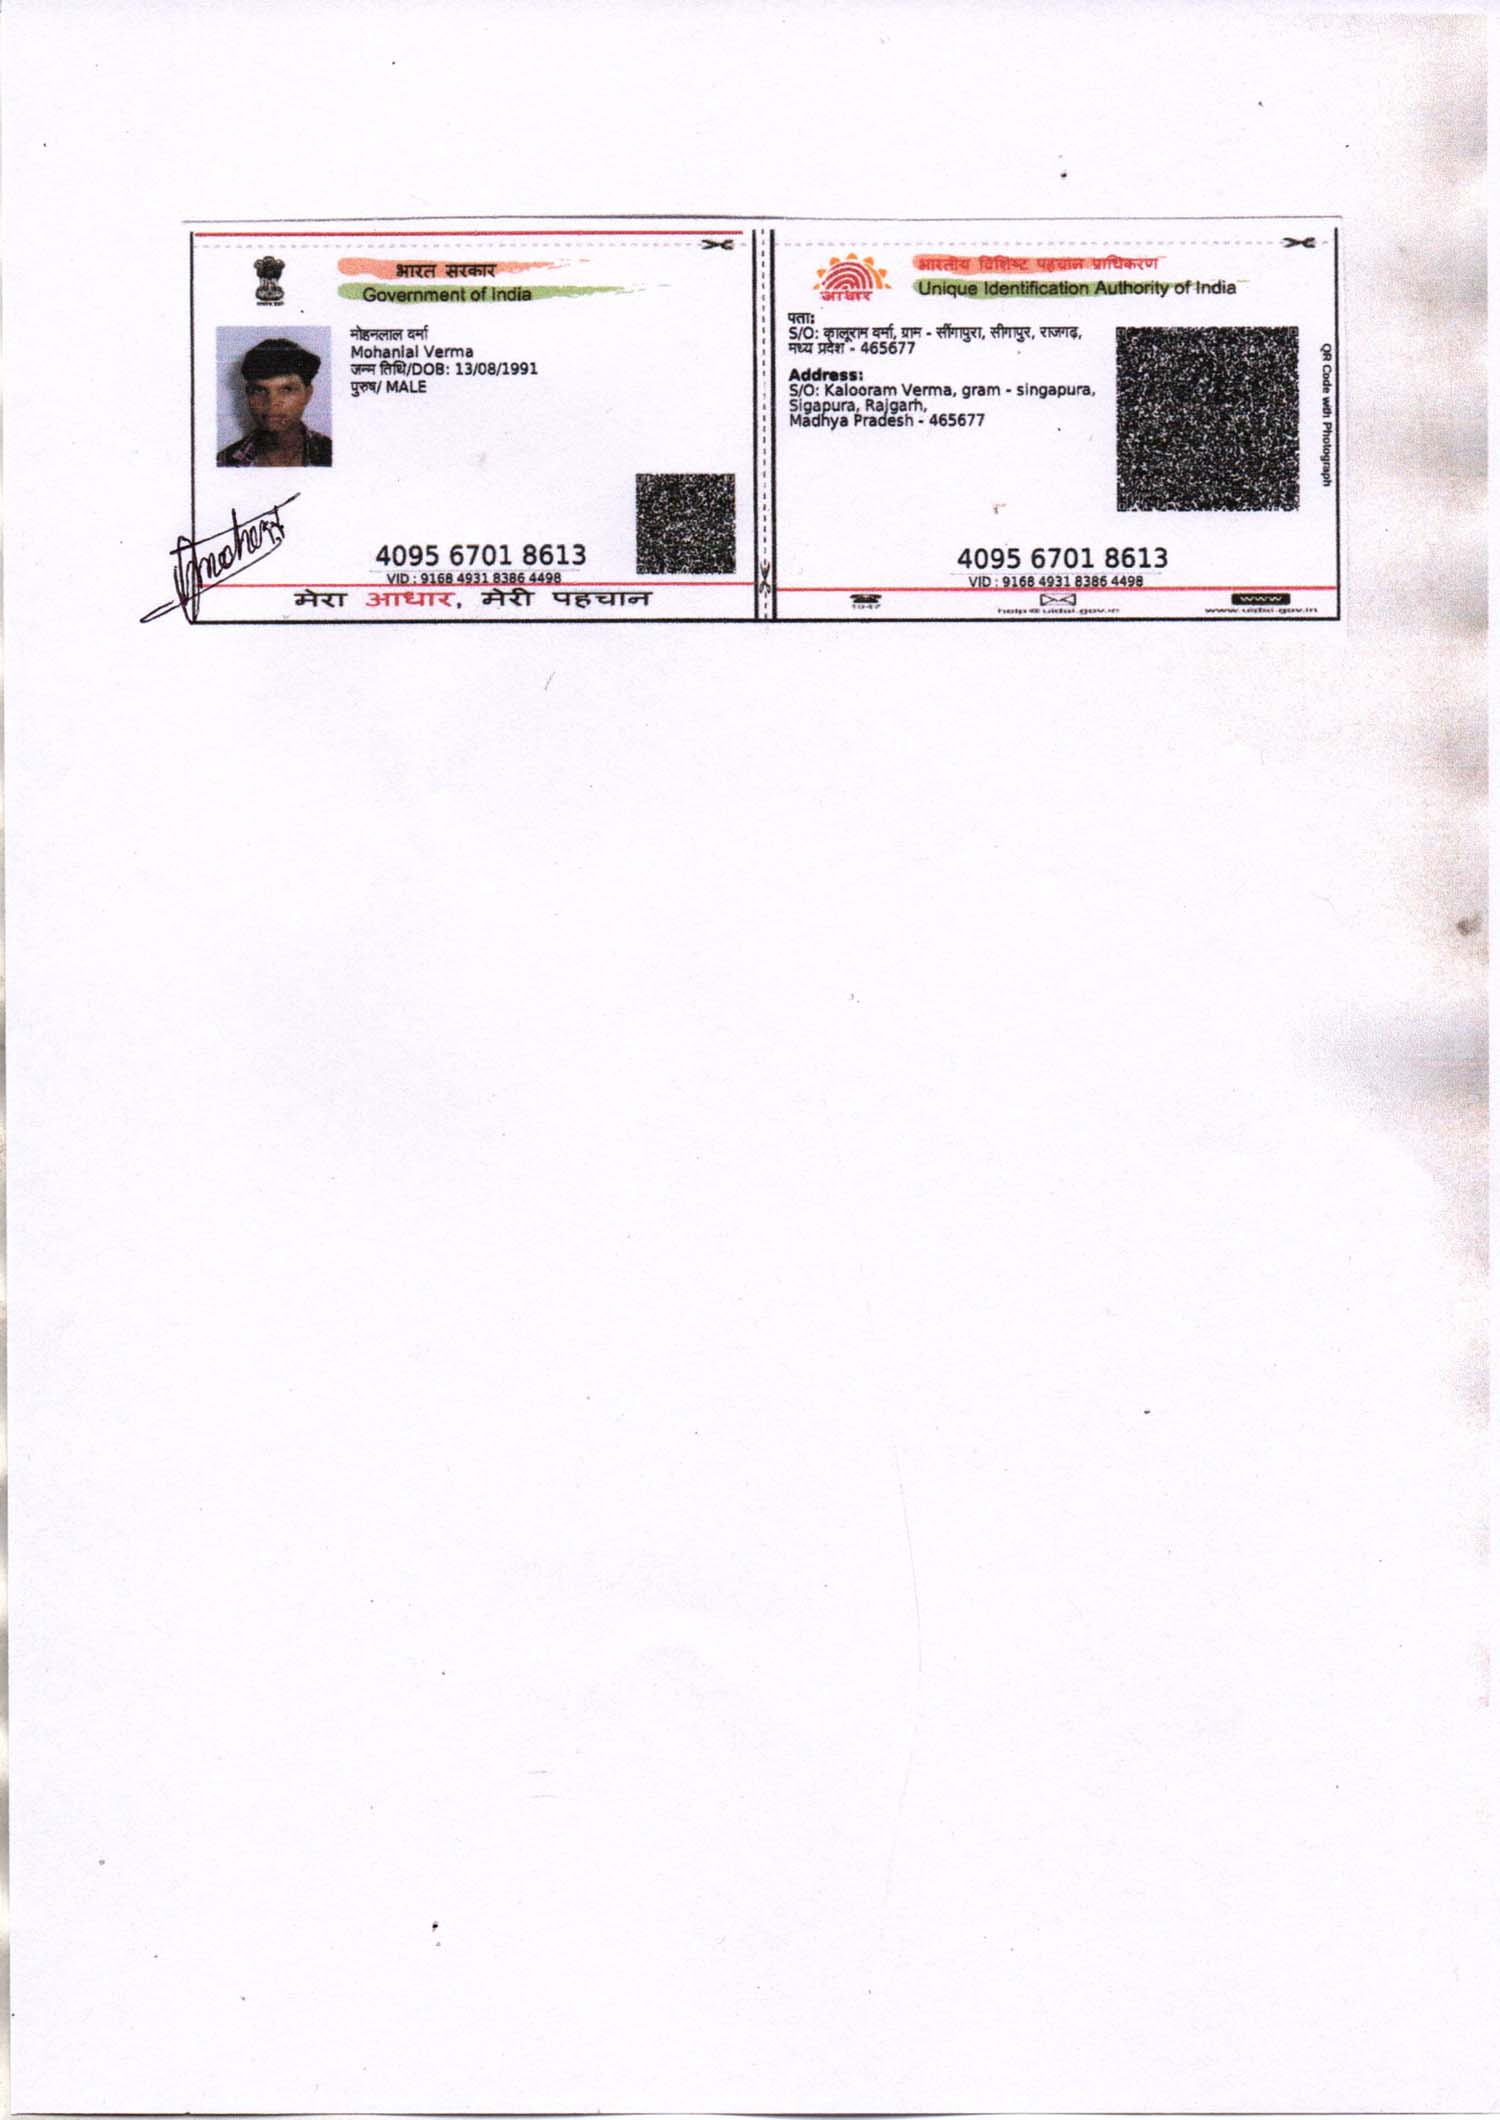 भारत सरकार
Government of India
मोहनलाल वर्मा
Mohanlal Verma
जन्म तिथि/DOB: 13/08/1991
पुरुष/ MALE
4095 6701 8613
VID : 9168 4931 8386 4498
मेरा आधार, मेरी पहचान
भारतीय विशिष्ट पहचान प्राधिकरण
Unique Identification Authority of India
आधार
पता:
S/O: कालूराम वर्मा, ग्राम - सींगापुरा, सीगापुर, राजगढ़,
मध्य प्रदेश - 465677
Address:
S/O: Kalooram Verma, gram - singapura,
Sigapura, Rajgarh,
Madhya Pradesh - 465677
QR Code with Photograph
4095 6701 8613
VID : 9168 4931 8386 4498
1947
help@uidai.gov.in
www
www.uidai.gov.in